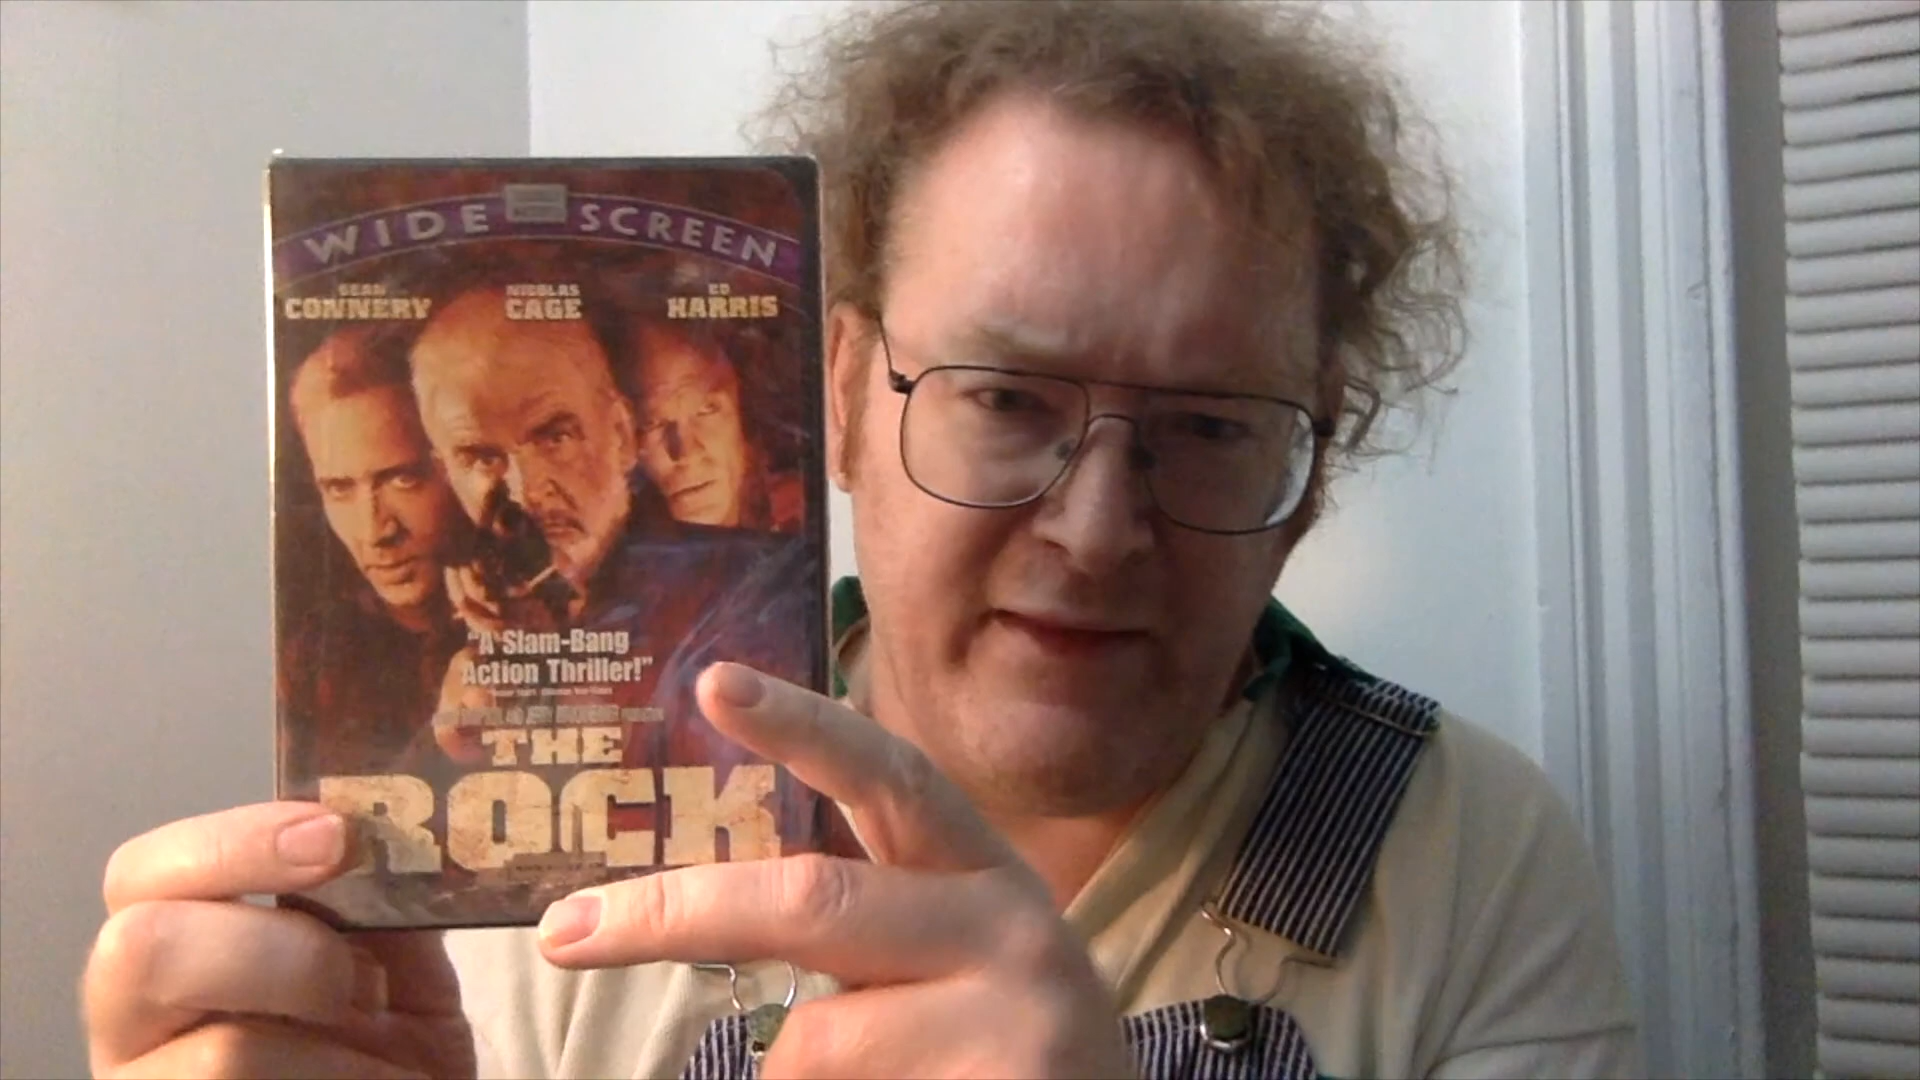 WIDE SCREEN
SEAN NICOLAS ED
CONNERY CAGE HARRIS
"A Slam-Bang
Action Thriller!"
THE
ROCK